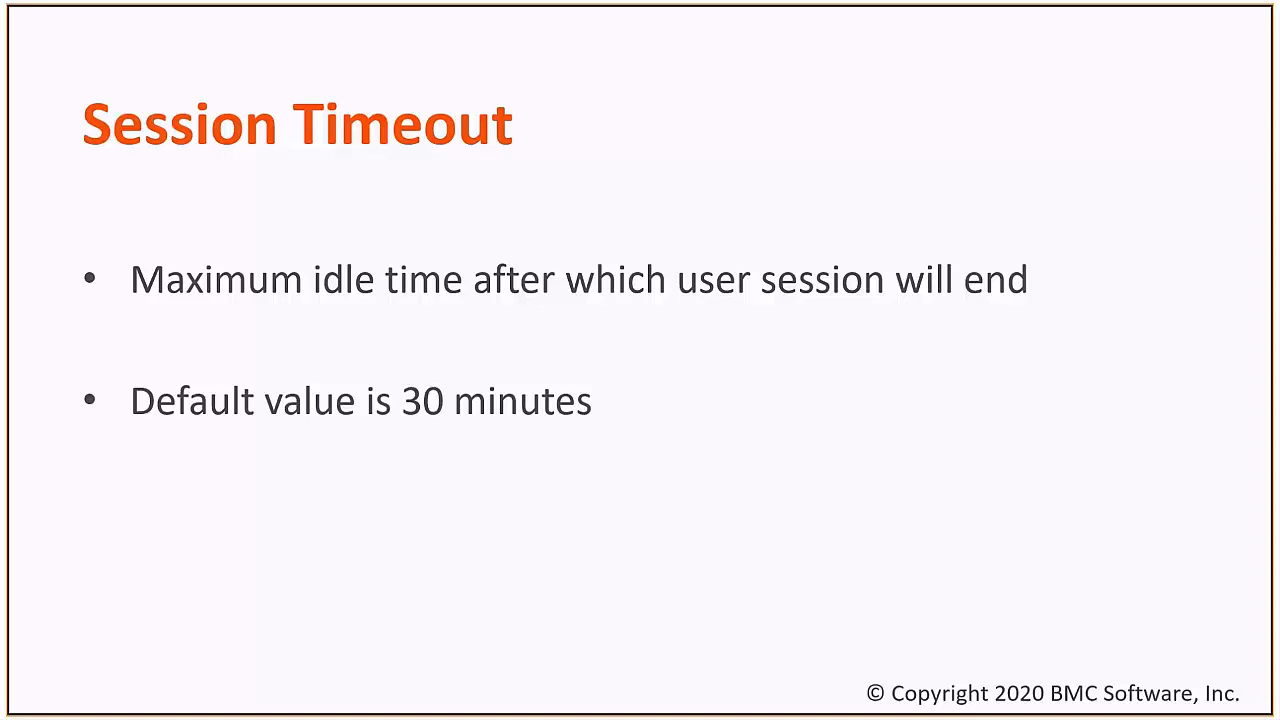 Session Timeout
• Maximum idle time after which user session will end
• Default value is 30 minutes
© Copyright 2020 BMC Software, Inc.